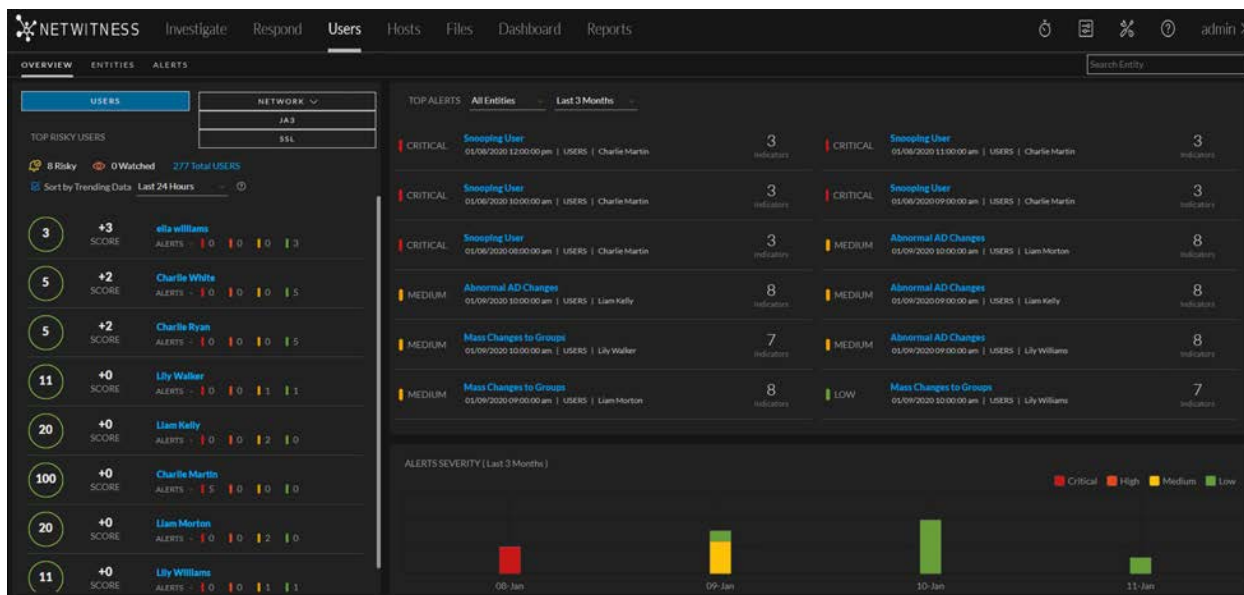 NETWITNESS Investigate Respond Users Hosts Files Dashboard Reports admin
OVERVIEW ENTITIES ALERTS Search Entity
USERS
NETWORK
JA3
SSL
TOP RISKY USERS
8 Risky 0 Watched 277 Total USERS
Sort by Trending Data Last 24 Hours
3 +3 ella williams
SCORE ALERTS - 0 0 0 3
5 +2 Charlie White
SCORE ALERTS - 0 0 0 5
5 +2 Charlie Ryan
SCORE ALERTS - 0 0 0 5
11 +0 Lily Walker
SCORE ALERTS - 0 0 1 1
20 +0 Liam Kelly
SCORE ALERTS - 0 0 2 0
100 +0 Charlie Martin
SCORE ALERTS - 5 0 0 0
20 +0 Liam Morton
SCORE ALERTS - 0 0 2 0
11 +0 Lily Williams
SCORE ALERTS - 0 0 1 1
TOP ALERTS All Entities Last 3 Months
CRITICAL Snooping User 3
01/08/2020 12:00:00 pm | USERS | Charlie Martin Indicators
CRITICAL Snooping User 3
01/08/2020 11:00:00 am | USERS | Charlie Martin Indicators
CRITICAL Snooping User 3
01/08/2020 10:00:00 am | USERS | Charlie Martin Indicators
CRITICAL Snooping User 3
01/08/2020 09:00:00 am | USERS | Charlie Martin Indicators
CRITICAL Snooping User 3
01/08/2020 08:00:00 am | USERS | Charlie Martin Indicators
MEDIUM Abnormal AD Changes 8
01/09/2020 10:00:00 am | USERS | Liam Morton Indicators
MEDIUM Abnormal AD Changes 8
01/09/2020 10:00:00 am | USERS | Liam Kelly Indicators
MEDIUM Abnormal AD Changes 8
01/09/2020 09:00:00 am | USERS | Liam Kelly Indicators
MEDIUM Mass Changes to Groups 7
01/09/2020 10:00:00 am | USERS | Lily Walker Indicators
MEDIUM Abnormal AD Changes 8
01/09/2020 09:00:00 am | USERS | Lily Williams Indicators
MEDIUM Mass Changes to Groups 8
01/09/2020 09:00:00 am | USERS | Liam Morton Indicators
LOW Mass Changes to Groups 7
01/09/2020 10:00:00 am | USERS | Lily Williams Indicators
ALERTS SEVERITY ( Last 3 Months )
Critical High Medium Low
08-Jan 09-Jan 10-Jan 11-Jan